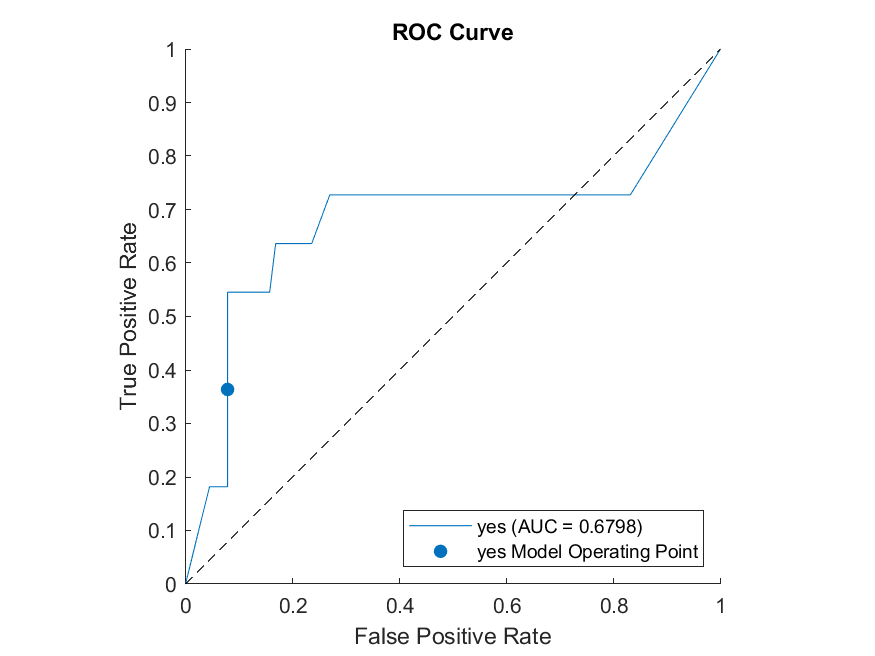 ROC Curve
1
0.9
0.8
0.7
0.6
0.5
0.4
0.3
0.2
0.1
0
True Positive Rate
yes (AUC = 0.6798)
yes Model Operating Point
0 0.2 0.4 0.6 0.8 1
False Positive Rate